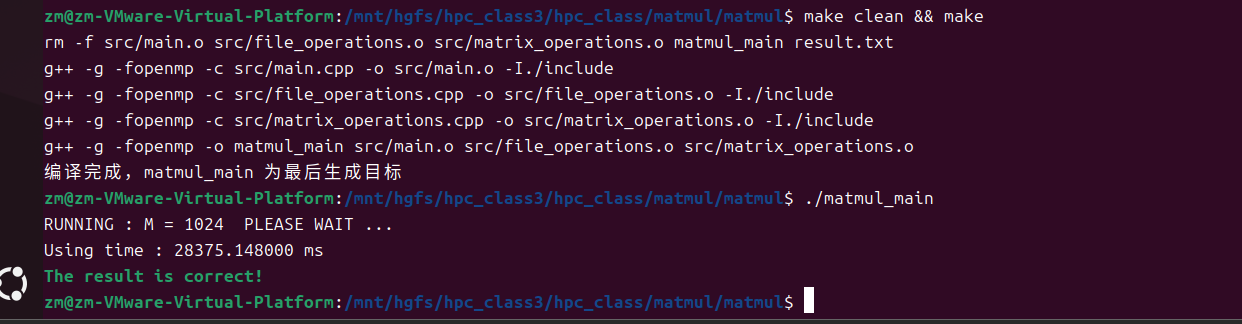 zm@zm-VMware-Virtual-Platform:/mnt/hgfs/hpc_class3/hpc_class/matmul/matmul$ make clean && make
rm -f src/main.o src/file_operations.o src/matrix_operations.o matmul_main result.txt
g++ -g -fopenmp -c src/main.cpp -o src/main.o -I./include
g++ -g -fopenmp -c src/file_operations.cpp -o src/file_operations.o -I./include
g++ -g -fopenmp -c src/matrix_operations.cpp -o src/matrix_operations.o -I./include
g++ -g -fopenmp -o matmul_main src/main.o src/file_operations.o src/matrix_operations.o
编译完成，matmul_main 为最后生成目标
zm@zm-VMware-Virtual-Platform:/mnt/hgfs/hpc_class3/hpc_class/matmul/matmul$ ./matmul_main
RUNNING : M = 1024  PLEASE WAIT ...
Using time : 28375.148000 ms
The result is correct!
zm@zm-VMware-Virtual-Platform:/mnt/hgfs/hpc_class3/hpc_class/matmul/matmul$